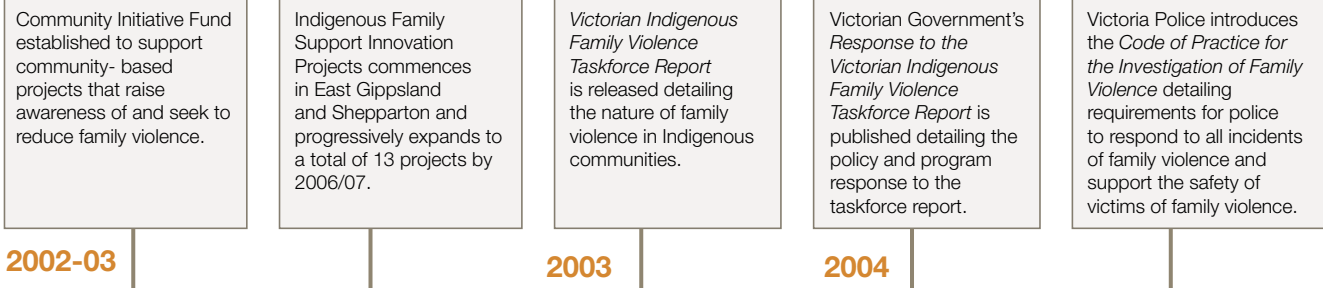 Community Initiative Fund
established to support
community- based
projects that raise
awareness of and seek to
reduce family violence.
Indigenous Family
Support Innovation
Projects commences
in East Gippsland
and Shepparton and
progressively expands to
a total of 13 projects by
2006/07.
Victorian Indigenous
Family Violence
Taskforce Report
is released detailing
the nature of family
violence in Indigenous
communities.
Victorian Government’s
Response to the
Victorian Indigenous
Family Violence
Taskforce Report is
published detailing the
policy and program
response to the
taskforce report.
Victoria Police introduces
the Code of Practice for
the Investigation of Family
Violence detailing
requirements for police
to respond to all incidents
of family violence and
support the safety of
victims of family violence.
2002-03
2003
2004